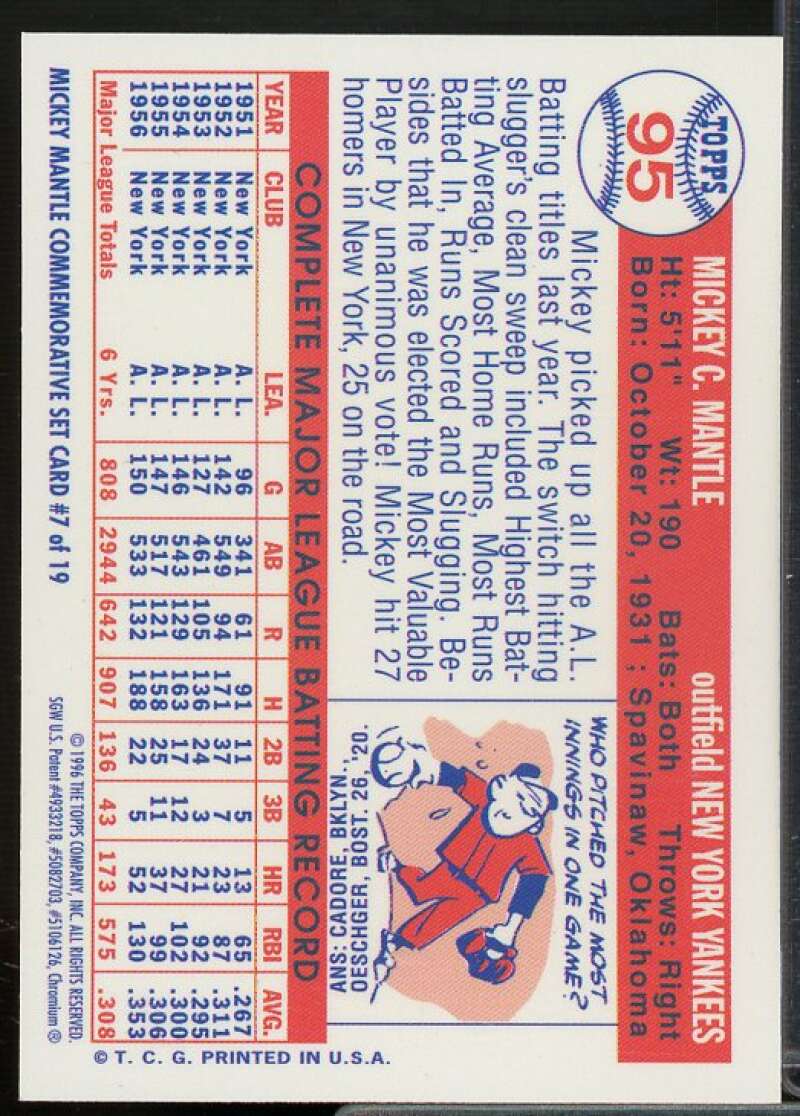 TOPPS
95
MICKEY C. MANTLE outfield NEW YORK YANKEES
Ht: 5'11" Wt: 190 Bats: Both Throws: Right
Born: October 20, 1931 : Spavinaw, Oklahoma
Mickey picked up all the A.L.
Batting titles last year. The switch hitting
slugger's clean sweep included Highest Bat-
ting Average, Most Home Runs, Most Runs
Batted In, Runs Scored and Slugging. Be-
sides that he was elected the Most Valuable
Player by unanimous vote! Mickey hit 27
homers in New York, 25 on the road.
WHO PITCHED THE MOST
INNINGS IN ONE GAME?
ANS: CADORE, BKLYN.
OESCHGER, BOST. 26, '20.
COMPLETE MAJOR LEAGUE BATTING RECORD
YEAR CLUB LEA. G AB R H 2B 3B HR RBI AVG.
1951 New York A. L. 96 341 61 91 11 5 13 65 .267
1952 New York A. L. 142 549 94 171 37 7 23 87 .311
1953 New York A. L. 127 461 105 136 24 3 21 92 .295
1954 New York A. L. 146 543 129 163 17 12 27 102 .300
1955 New York A. L. 147 517 121 158 25 11 37 99 .306
1956 New York A. L. 150 533 132 188 22 5 52 130 .353
Major League Totals 6 Yrs. 808 2944 642 907 136 43 173 575 .308
© T. C. G. PRINTED IN U.S.A.
MICKEY MANTLE COMMEMORATIVE SET CARD #7 of 19
© 1996 THE TOPPS COMPANY, INC. ALL RIGHTS RESERVED.
SGW U.S. Patent #4933218, #5082703, #5106126, Chromium ®